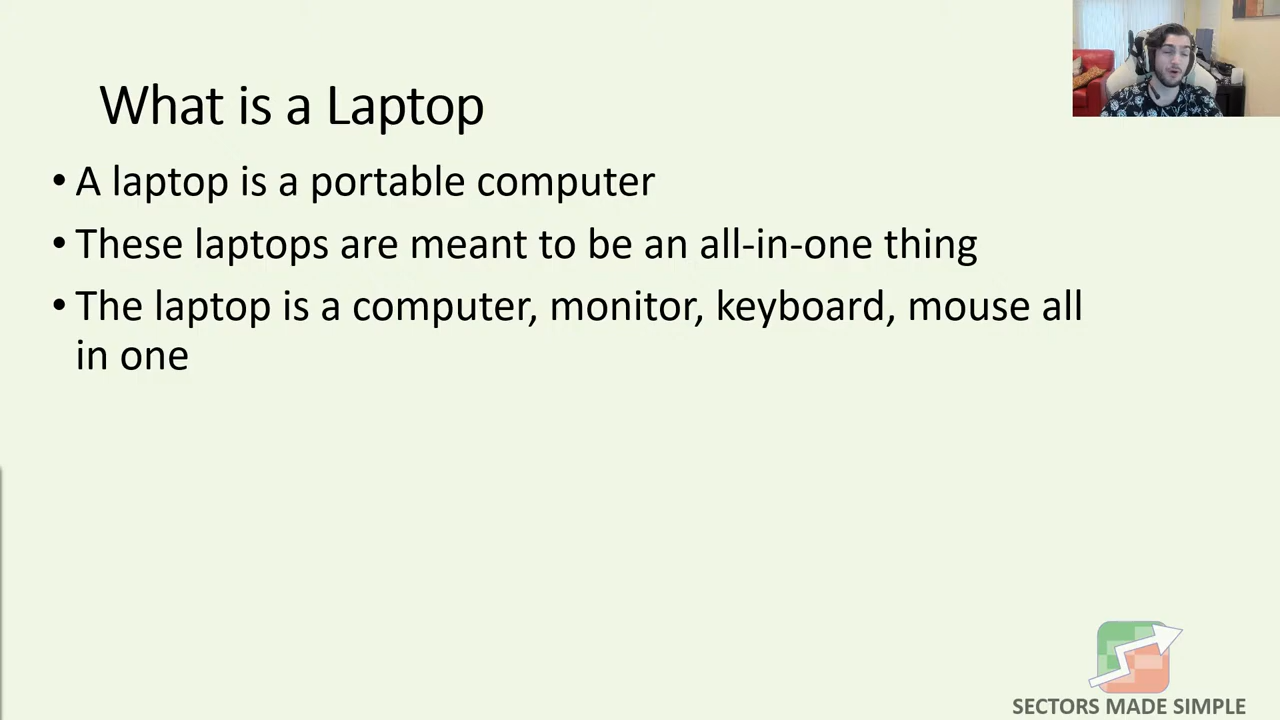 What is a Laptop
• A laptop is a portable computer
• These laptops are meant to be an all-in-one thing
• The laptop is a computer, monitor, keyboard, mouse all
in one
SECTORS MADE SIMPLE